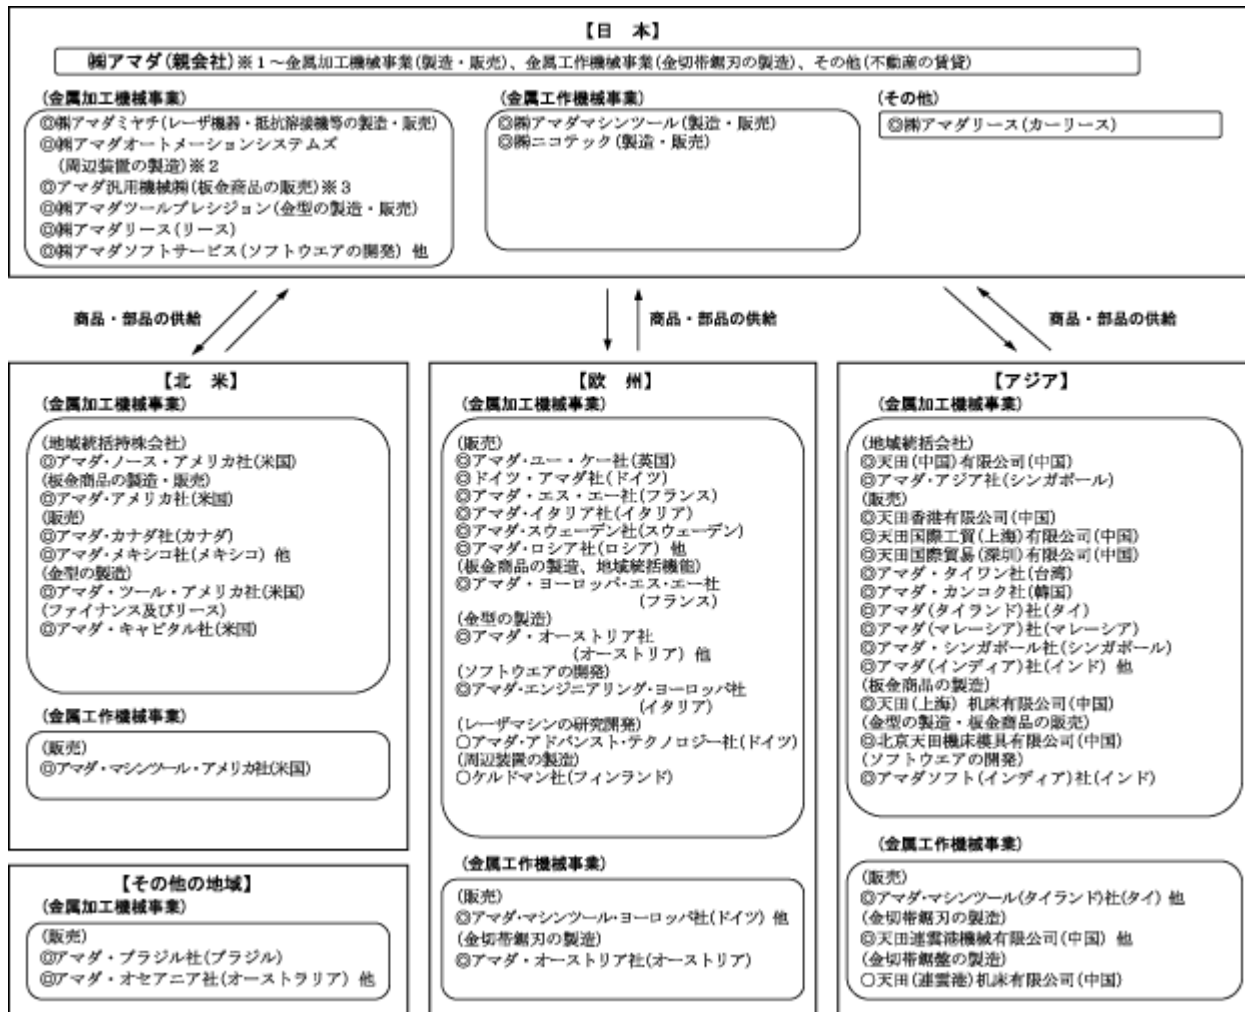 【日　本】
㈱アマダ(親会社)※１～金属加工機械事業(製造・販売)、金属工作機械事業(金切帯鋸刃の製造)、その他(不動産の賃貸)
(金属加工機械事業)
◎㈱アマダミヤチ(レーザ機器・抵抗溶接機等の製造・販売)
◎㈱アマダオートメーションシステムズ
(周辺装置の製造)※２
◎アマダ汎用機械㈱(板金商品の販売)※３
◎㈱アマダツールプレシジョン(金型の製造・販売)
◎㈱アマダリース(リース)
◎㈱アマダソフトサービス(ソフトウエアの開発) 他
(金属工作機械事業)
◎㈱アマダマシンツール(製造・販売)
◎㈱ニコテック(製造・販売)
(その他)
◎㈱アマダリース(カーリース)
商品・部品の供給
商品・部品の供給
商品・部品の供給
【北　米】
(金属加工機械事業)
(地域統括持株会社)
◎アマダ・ノース・アメリカ社(米国)
(板金商品の製造・販売)
◎アマダ・アメリカ社(米国)
(販売)
◎アマダ・カナダ社(カナダ)
◎アマダ・メキシコ社(メキシコ) 他
(金型の製造)
◎アマダ・ツール・アメリカ社(米国)
(ファイナンス及びリース)
◎アマダ・キャピタル社(米国)
(金属工作機械事業)
(販売)
◎アマダ・マシンツール・アメリカ社(米国)
【その他の地域】
(金属加工機械事業)
(販売)
◎アマダ・ブラジル社(ブラジル)
◎アマダ・オセアニア社(オーストラリア) 他
【欧　州】
(金属加工機械事業)
(販売)
◎アマダ・ユー・ケー社(英国)
◎ドイツ・アマダ社(ドイツ)
◎アマダ・エス・エー社(フランス)
◎アマダ・イタリア社(イタリア)
◎アマダ・スウェーデン社(スウェーデン)
◎アマダ・ロシア社(ロシア) 他
(板金商品の製造、地域統括機能)
◎アマダ・ヨーロッパ・エス・エー社
(フランス)
(金型の製造)
◎アマダ・オーストリア社
(オーストリア) 他
(ソフトウエアの開発)
◎アマダ・エンジニアリング・ヨーロッパ社
(イタリア)
(レーザマシンの研究開発)
○アマダ・アドバンスト・テクノロジー社(ドイツ)
(周辺装置の製造)
○ケルドマン社(フィンランド)
(金属工作機械事業)
(販売)
◎アマダ・マシンツール・ヨーロッパ社(ドイツ) 他
(金切帯鋸刃の製造)
◎アマダ・オーストリア社(オーストリア)
【アジア】
(金属加工機械事業)
(地域統括会社)
◎天田(中国)有限公司(中国)
◎アマダ・アジア社(シンガポール)
(販売)
◎天田香港有限公司(中国)
◎天田国際工貿(上海)有限公司(中国)
◎天田国際貿易(深圳)有限公司(中国)
◎アマダ・タイワン社(台湾)
◎アマダ・カンコク社(韓国)
◎アマダ(タイランド)社(タイ)
◎アマダ(マレーシア)社(マレーシア)
◎アマダ・シンガポール社(シンガポール)
◎アマダ(インディア)社(インド) 他
(板金商品の製造)
◎天田(上海) 机床有限公司(中国)
(金型の製造・板金商品の販売)
◎北京天田機床模具有限公司(中国)
(ソフトウエアの開発)
◎アマダソフト(インディア)社(インド)
(金属工作機械事業)
(販売)
◎アマダ・マシンツール(タイランド)社(タイ) 他
(金切帯鋸刃の製造)
◎天田連雲港機械有限公司(中国) 他
(金切帯鋸盤の製造)
○天田(連雲港)机床有限公司(中国)